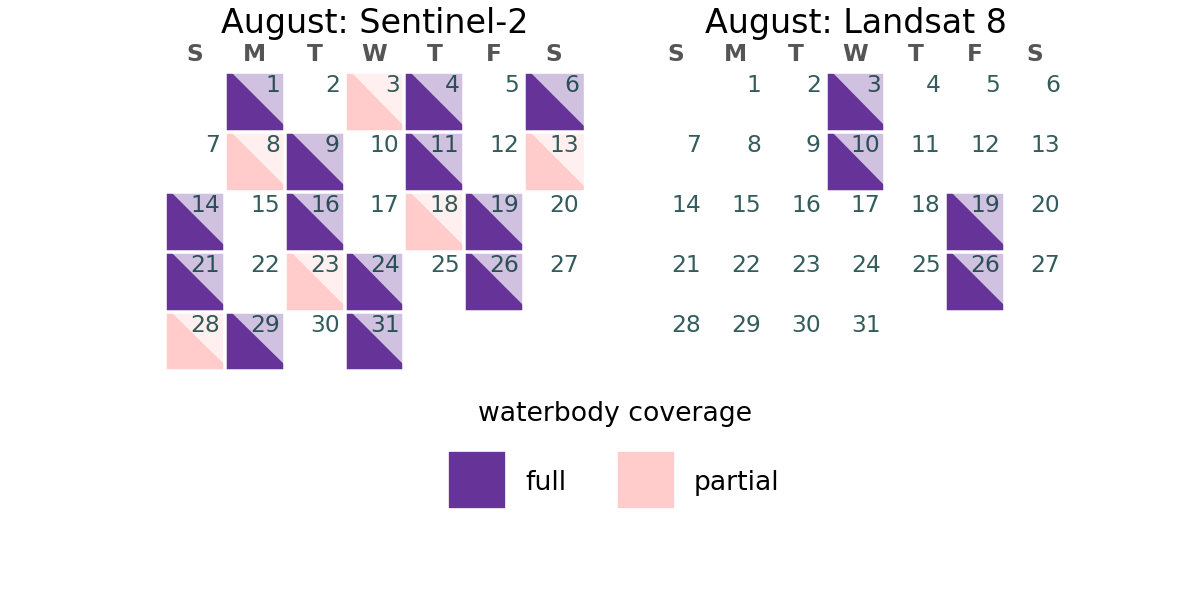 August: Sentinel-2
S M T W T F S
1 2 3 4 5 6
7 8 9 10 11 12 13
14 15 16 17 18 19 20
21 22 23 24 25 26 27
28 29 30 31
August: Landsat 8
S M T W T F S
1 2 3 4 5 6
7 8 9 10 11 12 13
14 15 16 17 18 19 20
21 22 23 24 25 26 27
28 29 30 31
waterbody coverage
full partial